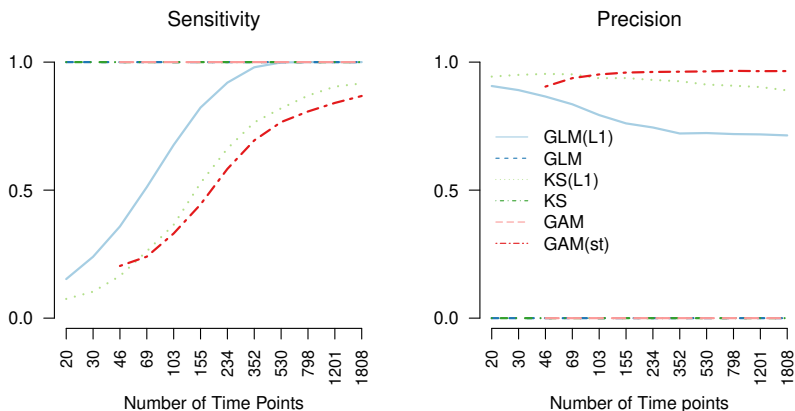 Sensitivity
1.0
0.5
0.0
20 30 46 69 103 155 234 352 530 798 1201 1808
Number of Time Points
Precision
1.0
0.5
0.0
GLM(L1)
GLM
KS(L1)
KS
GAM
GAM(st)
20 30 46 69 103 155 234 352 530 798 1201 1808
Number of Time points